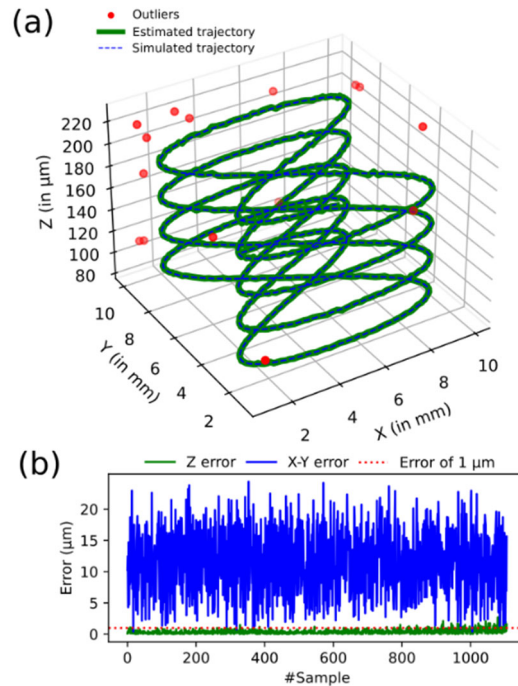 (a)
Outliers
Estimated trajectory
Simulated trajectory
220
200
180
160
140
120
100
80
Z (in μm)
10
8
6
4
2
Y (in mm)
2
4
6
8
10
X (in mm)
(b)
Z error X-Y error Error of 1 μm
20
15
10
5
0
Error (μm)
0 200 400 600 800 1000
#Sample